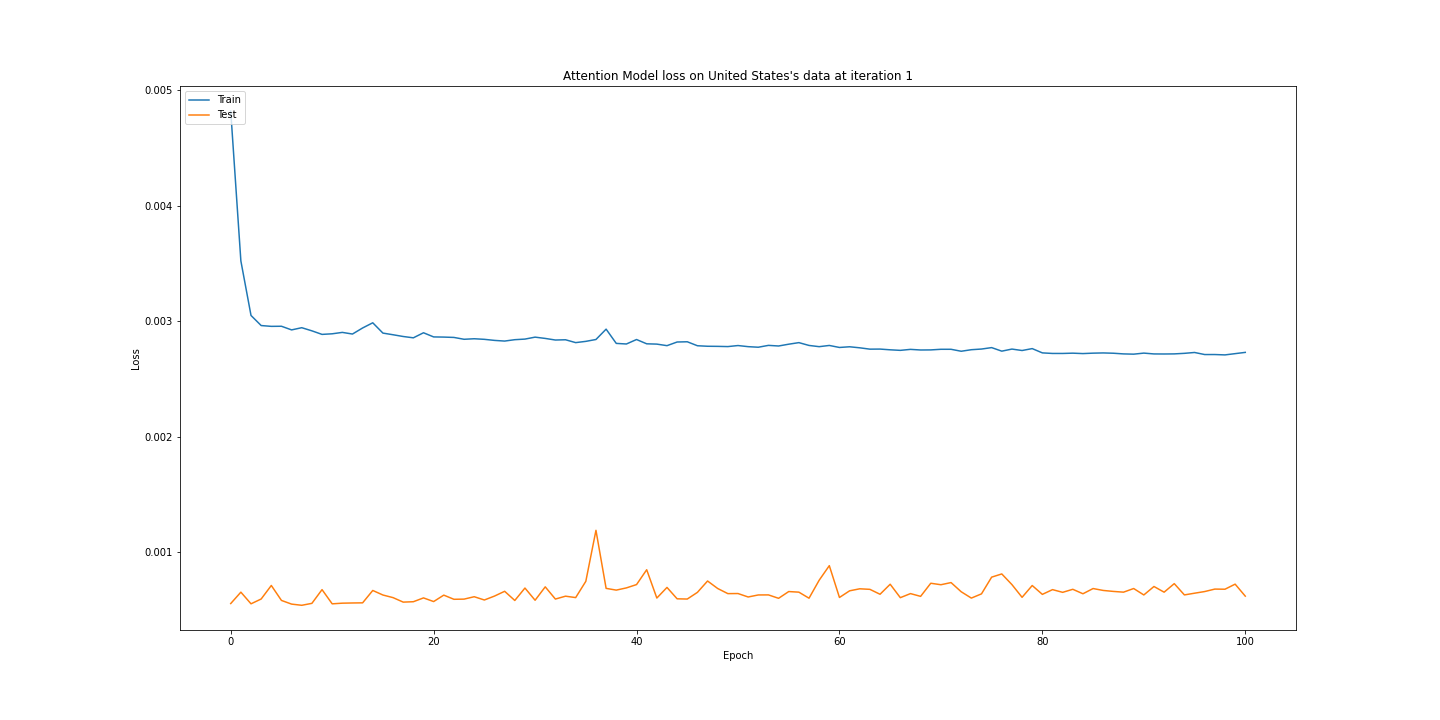 Attention Model loss on United States's data at iteration 1
0.005
Train
Test
0.004
0.003
Loss
0.002
0.001
0 20 40 60 80 100
Epoch